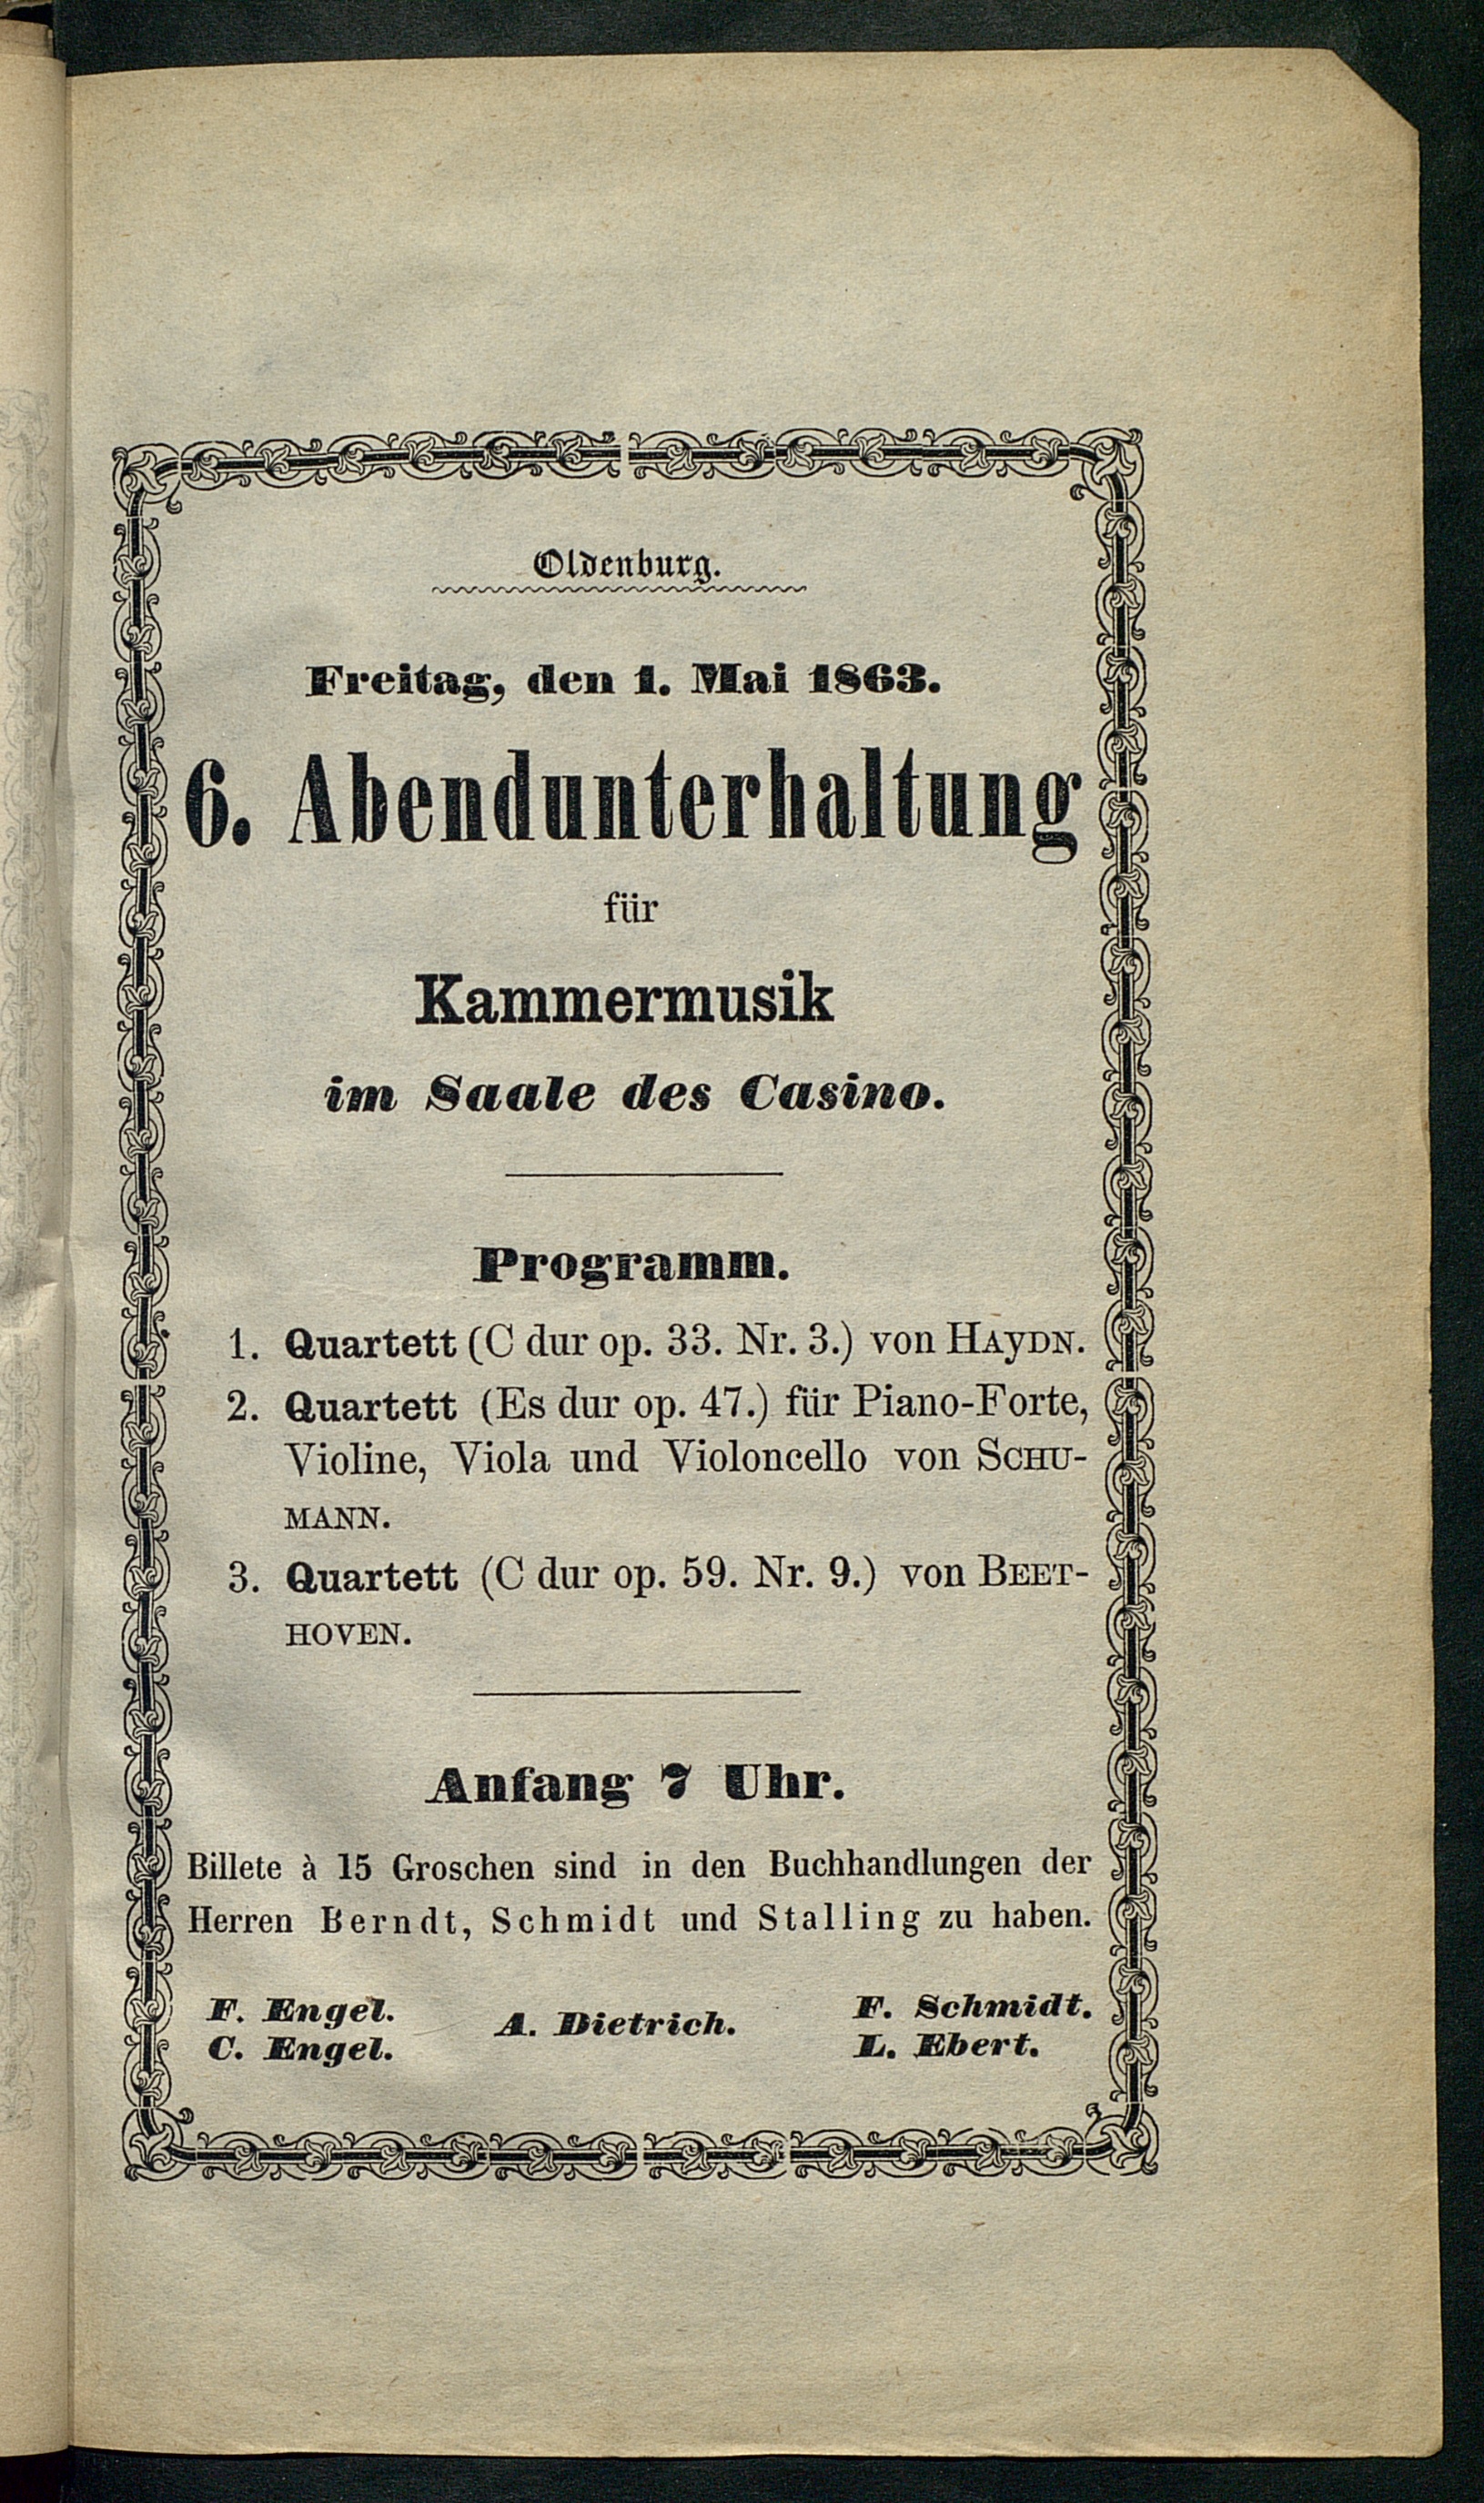 Oldenburg.
Freitag, den 1. Mai 1863.
6. Abendunterhaltung
für
Kammermusik
im Saale des Casino.
Programm.
1. Quartett (C dur op. 33. Nr. 3.) von HAYDN.
2. Quartett (Es dur op. 47.) für Piano-Forte,
Violine, Viola und Violoncello von SCHU-
MANN.
3. Quartett (C dur op. 59. Nr. 9.) von BEET-
HOVEN.
Anfang 7 Uhr.
Billete à 15 Groschen sind in den Buchhandlungen der
Herren Berndt, Schmidt und Stalling zu haben.
F. Engel.
C. Engel.
A. Dietrich.
F. Schmidt.
L. Ebert.